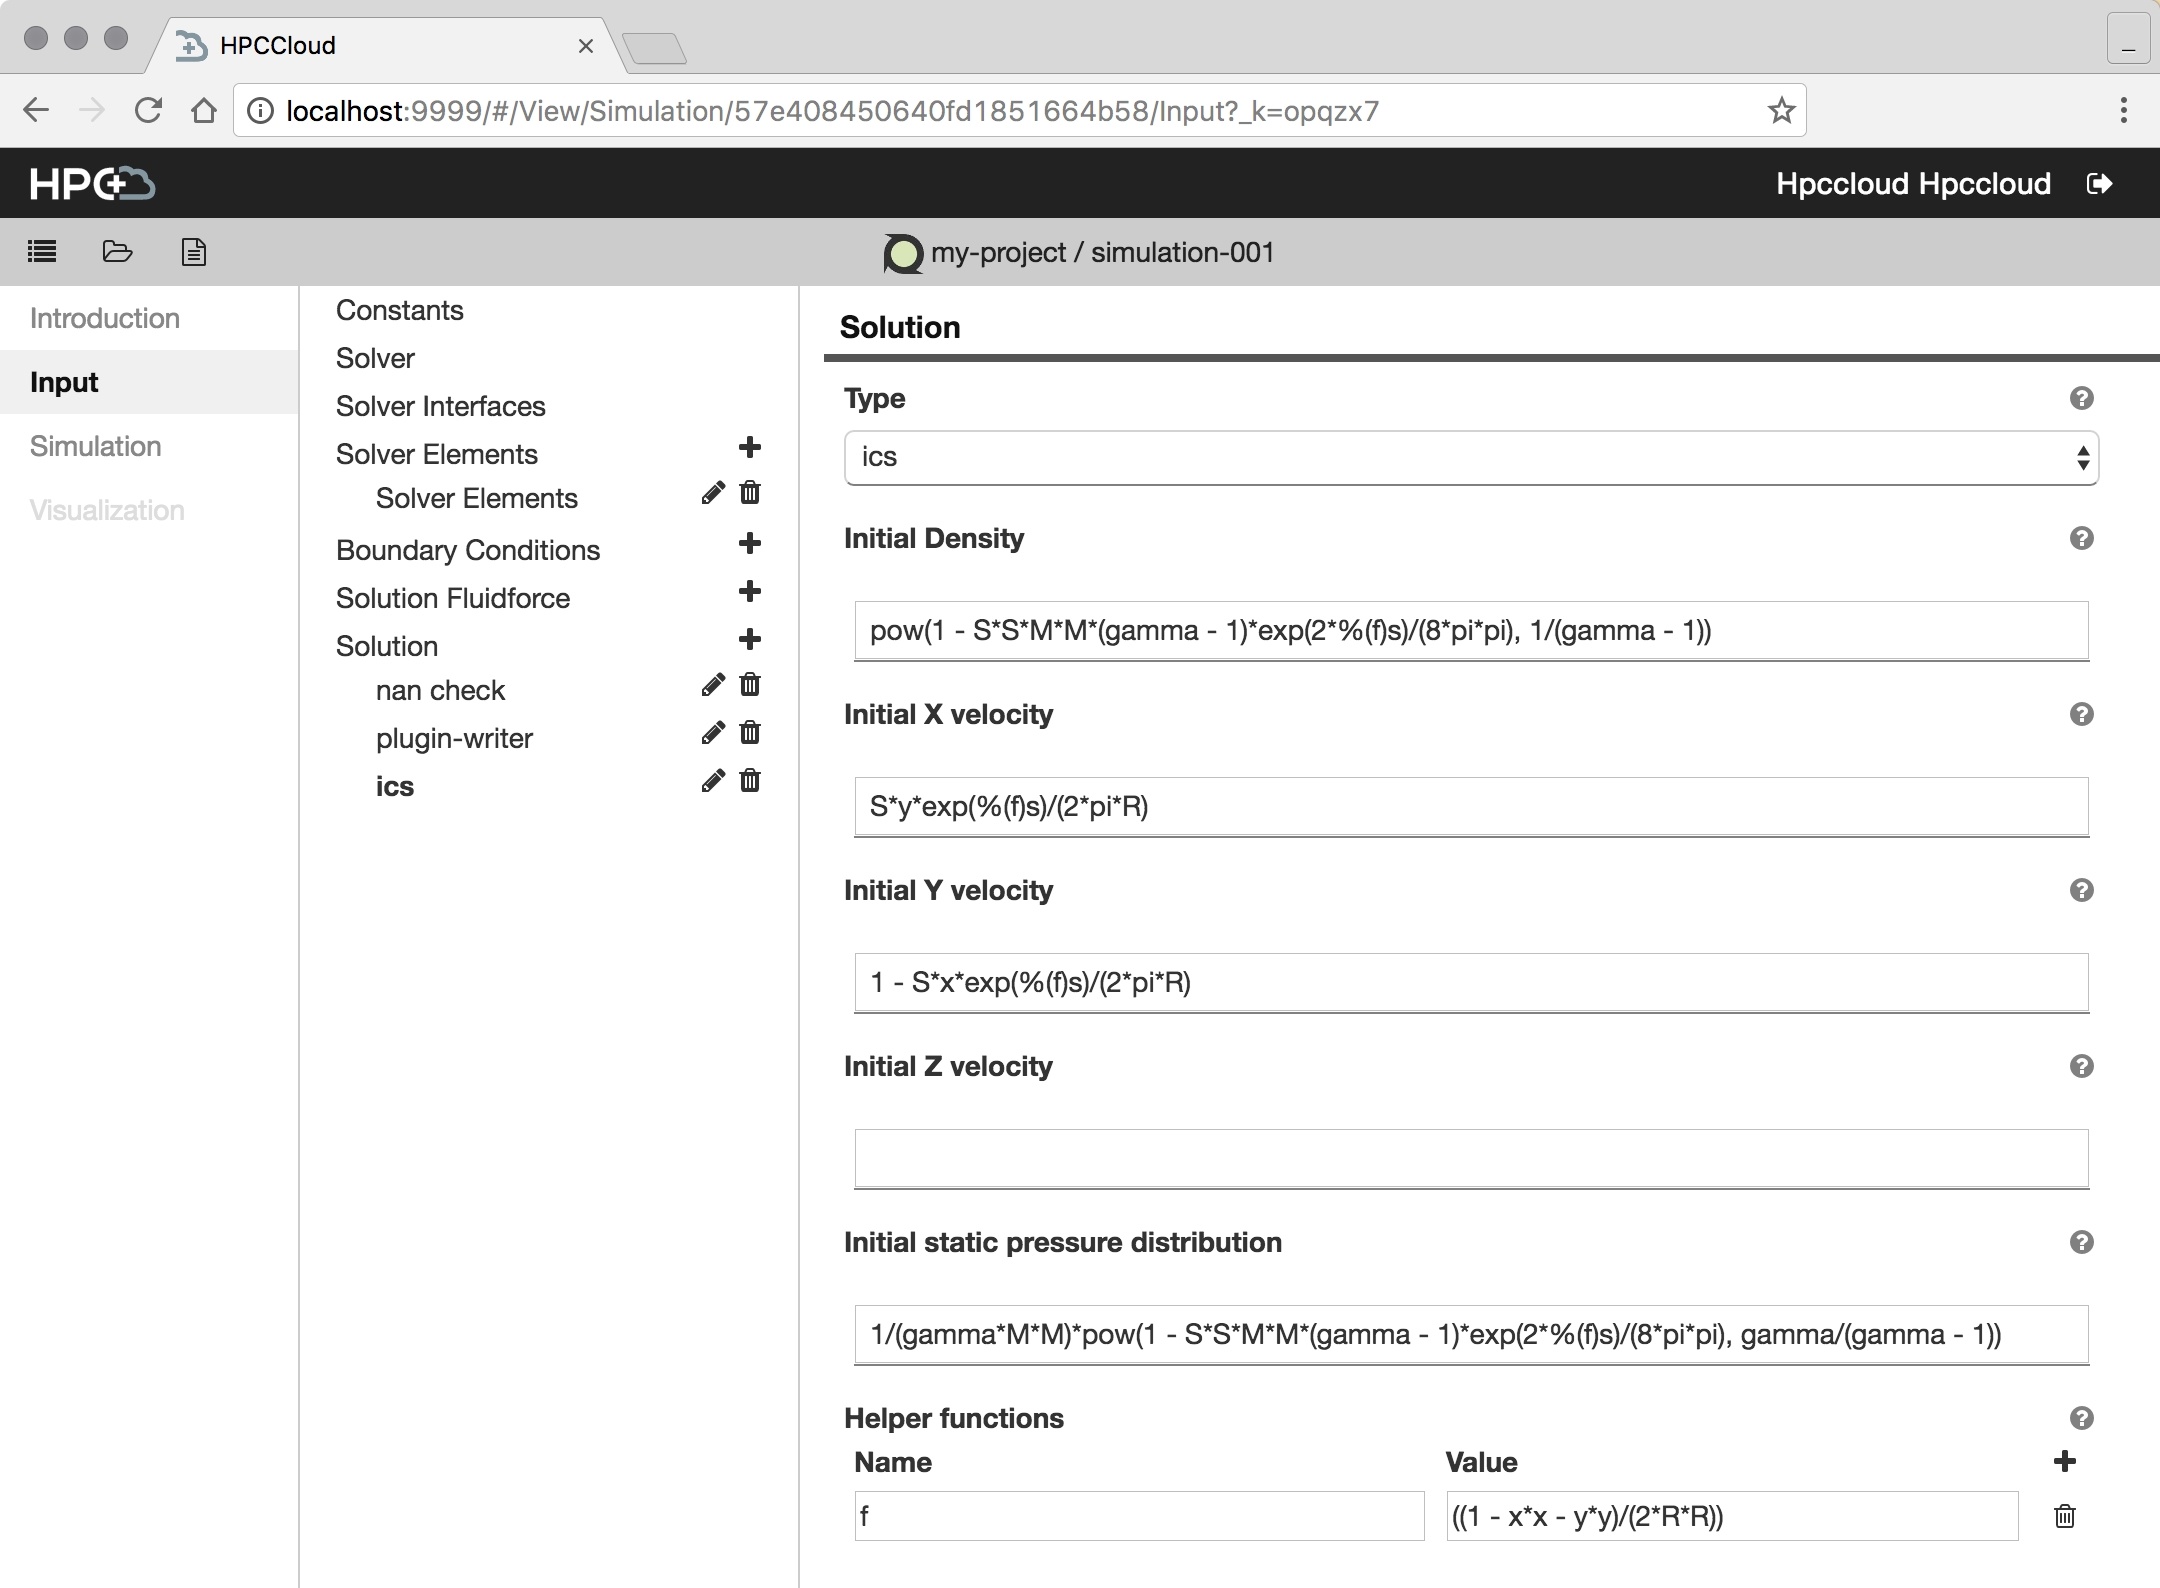 HPCCloud
localhost:9999/#/View/Simulation/57e408450640fd1851664b58/Input?_k=opqzx7
HPC
Hpccloud Hpccloud
my-project / simulation-001
Introduction
Input
Simulation
Visualization
Constants
Solver
Solver Interfaces
Solver Elements
Solver Elements
Boundary Conditions
Solution Fluidforce
Solution
nan check
plugin-writer
ics
Solution
Type
ics
Initial Density
pow(1 - S*S*M*M*(gamma - 1)*exp(2*%(f)s)/(8*pi*pi), 1/(gamma - 1))
Initial X velocity
S*y*exp(%(f)s)/(2*pi*R)
Initial Y velocity
1 - S*x*exp(%(f)s)/(2*pi*R)
Initial Z velocity
Initial static pressure distribution
1/(gamma*M*M)*pow(1 - S*S*M*M*(gamma - 1)*exp(2*%(f)s)/(8*pi*pi), gamma/(gamma - 1))
Helper functions
Name Value
f ((1 - x*x - y*y)/(2*R*R))